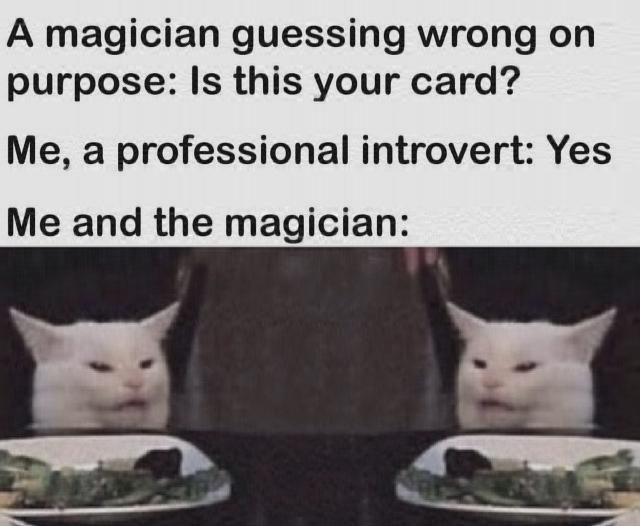 A magician guessing wrong on
purpose: Is this your card?
Me, a professional introvert: Yes
Me and the magician: